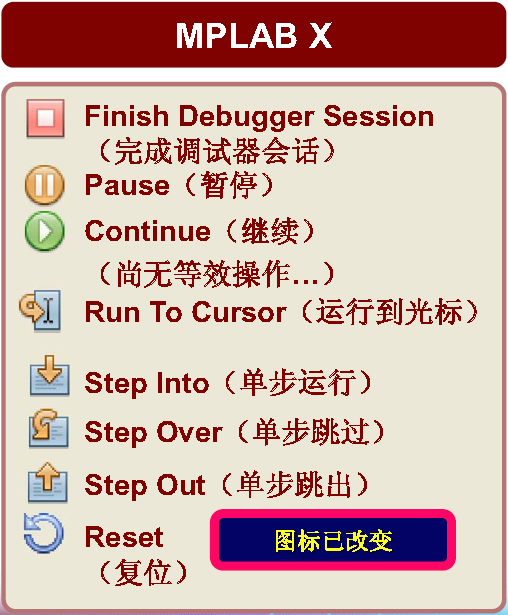 MPLAB X
Finish Debugger Session
（完成调试器会话）
Pause（暂停）
Continue（继续）
（尚无等效操作...）
Run To Cursor（运行到光标）
Step Into（单步运行）
Step Over（单步跳过）
Step Out（单步跳出）
Reset
（复位）
图标已改变